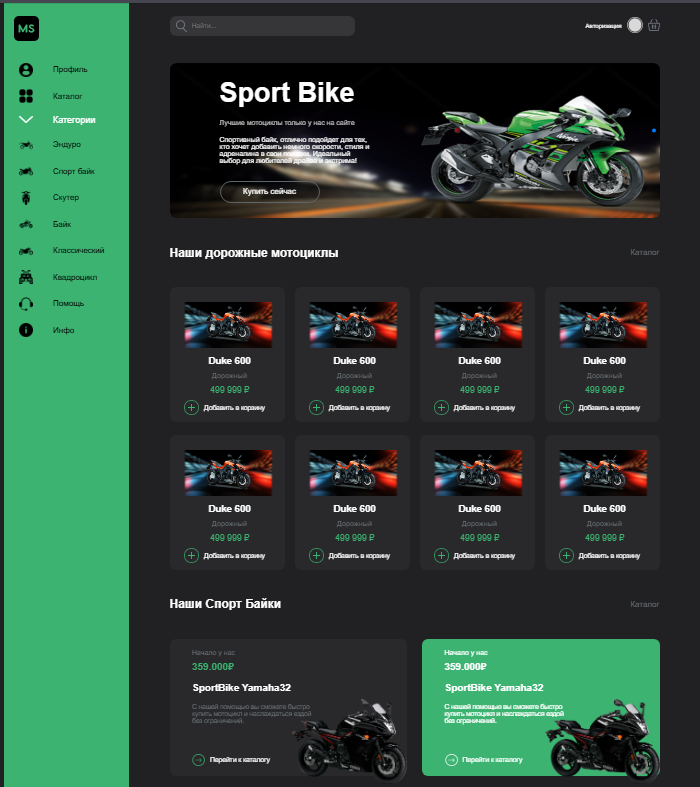 MS
Профиль
Каталог
Категории
Эндуро
Спорт байк
Скутер
Байк
Классический
Квадроцикл
Помощь
Инфо
Найти...
Авторизация
Sport Bike
Лучшие мотоциклы только у нас на сайте
Спортивный байк, отлично подойдет для тех,
кто хочет добавить немного скорости, стиля и
адреналина в свои поездки. Идеальный
выбор для любителей драйва и экстрима!
Купить сейчас
Наши дорожные мотоциклы
Каталог
Duke 600
Дорожный
499 999 ₽
Добавить в корзину
Duke 600
Дорожный
499 999 ₽
Добавить в корзину
Duke 600
Дорожный
499 999 ₽
Добавить в корзину
Duke 600
Дорожный
499 999 ₽
Добавить в корзину
Duke 600
Дорожный
499 999 ₽
Добавить в корзину
Duke 600
Дорожный
499 999 ₽
Добавить в корзину
Duke 600
Дорожный
499 999 ₽
Добавить в корзину
Duke 600
Дорожный
499 999 ₽
Добавить в корзину
Наши Спорт Байки
Каталог
Начало у нас
359.000₽
SportBike Yamaha32
С нашей помощью вы сможете быстро
купить мотоцикл и наслаждаться ездой
без ограничений.
Перейти к каталогу
Начало у нас
359.000₽
SportBike Yamaha32
С нашей помощью вы сможете быстро
купить мотоцикл и наслаждаться ездой
без ограничений.
Перейти к каталогу